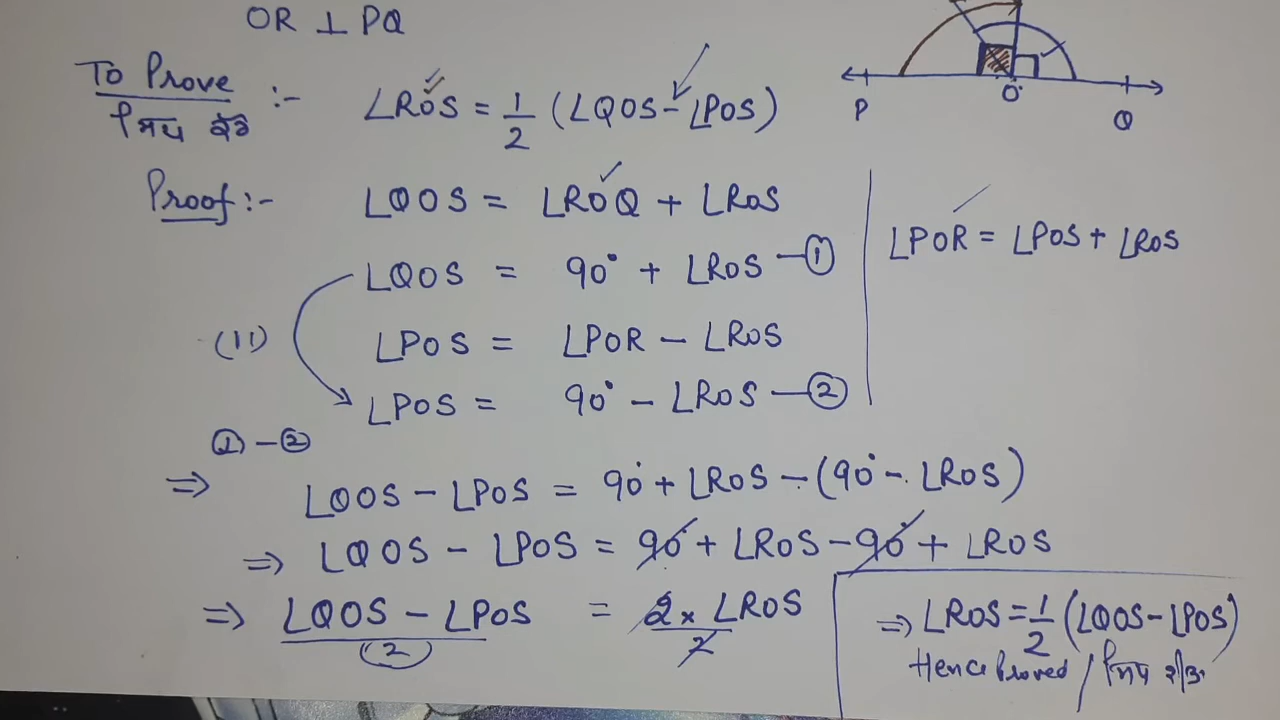 OR ⊥ PQ
P O Q
To Prove :- ∠ROS = 1/2 (∠QOS - ∠POS)
Proof :- ∠QOS = ∠ROQ + ∠ROS
∠POR = ∠POS + ∠ROS
∠QOS = 90° + ∠ROS — ①
(11) ∠POS = ∠POR - ∠ROS
∠POS = 90° - ∠ROS — ②
① - ②
⇒ ∠QOS - ∠POS = 90° + ∠ROS - (90° - ∠ROS)
⇒ ∠QOS - ∠POS = 90° + ∠ROS - 90° + ∠ROS
⇒ (∠QOS - ∠POS)/2 = (2 × ∠ROS)/2
⇒ ∠ROS = 1/2 (∠QOS - ∠POS)
Hence Proved /